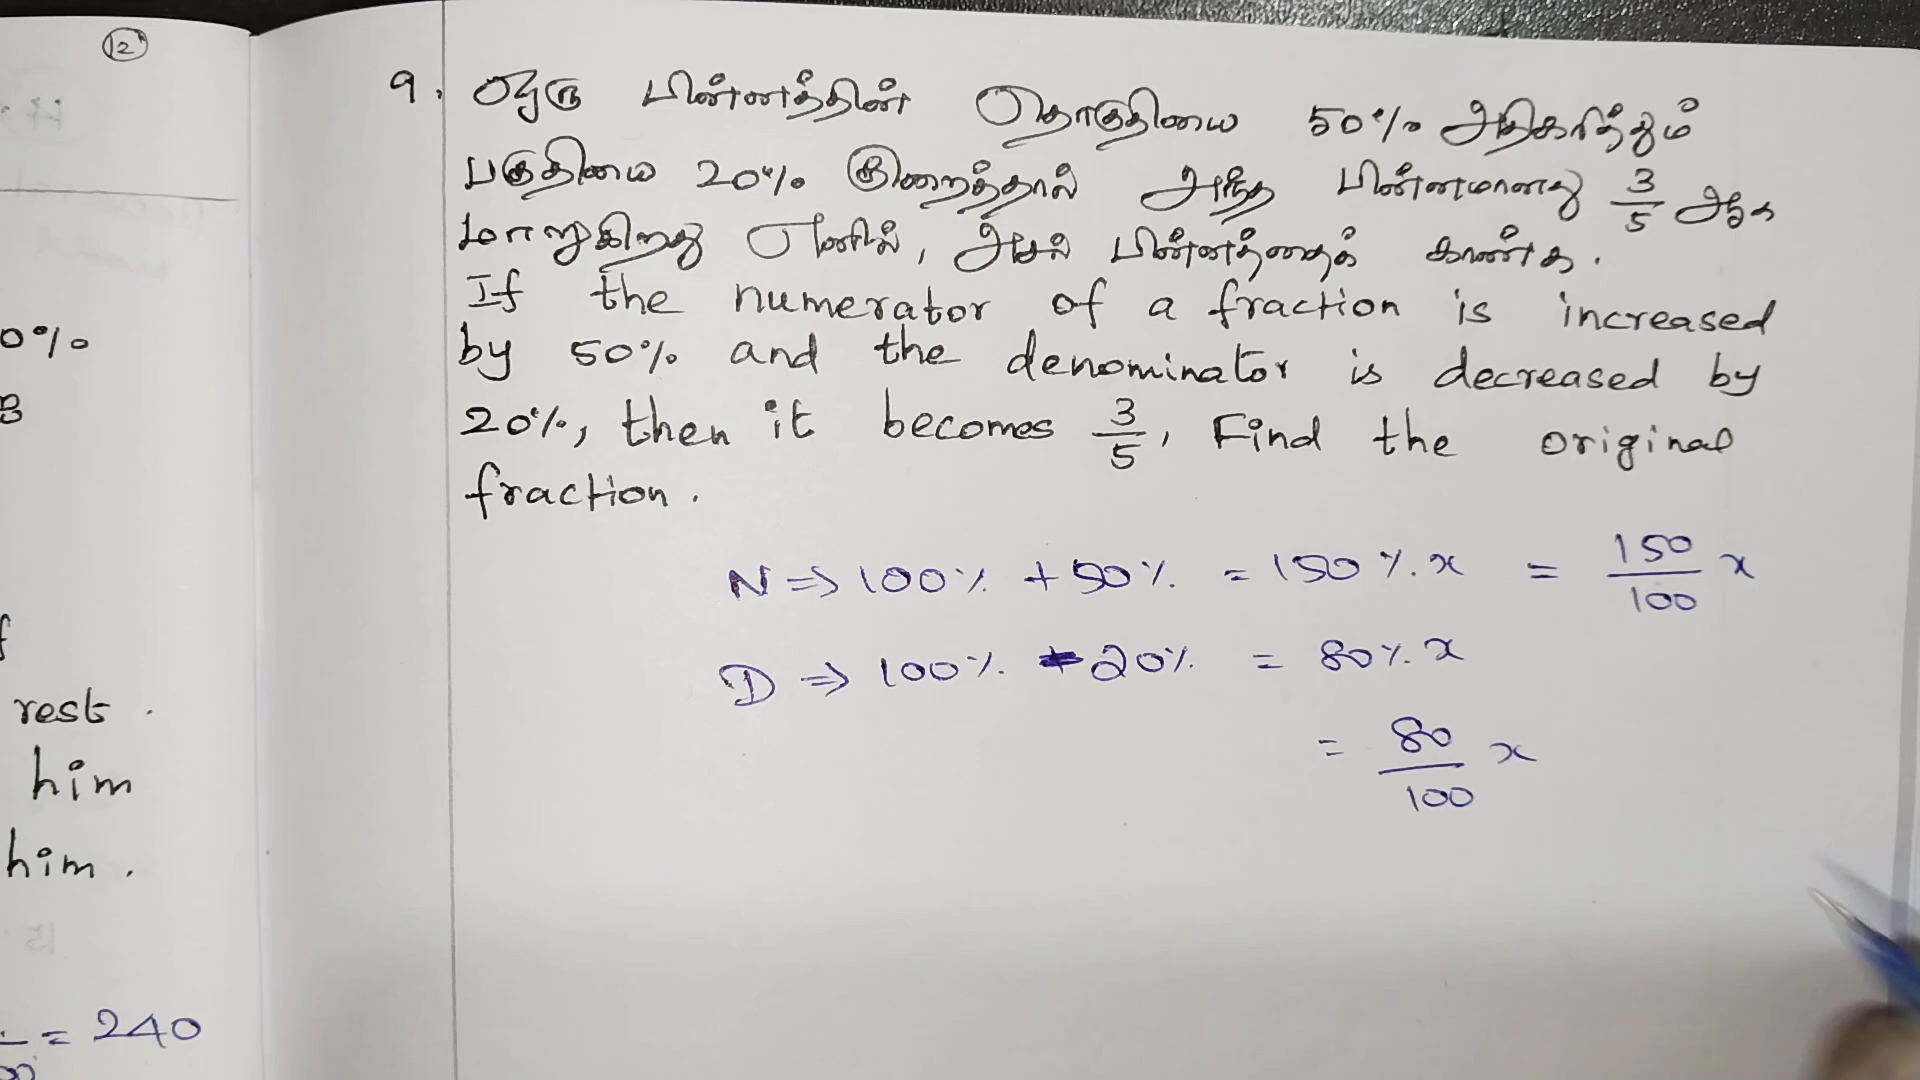 12
0%
rest.
him
him.
= 240
9. ஒரு பின்னத்தின் தொகுதியை 50% அதிகரித்தும்
பகுதியை 20% குறைத்தால் அந்த பின்னமானது 3/5 ஆக
மாறுகிறது எனில், அசல் பின்னத்தைக் காண்க.
If the numerator of a fraction is increased
by 50% and the denominator is decreased by
20%, then it becomes 3/5, Find the original
fraction.
N ⇒ 100% + 50% = 150%. x = 150/100 x
D ⇒ 100% - 20% = 80%. x
= 80/100 x